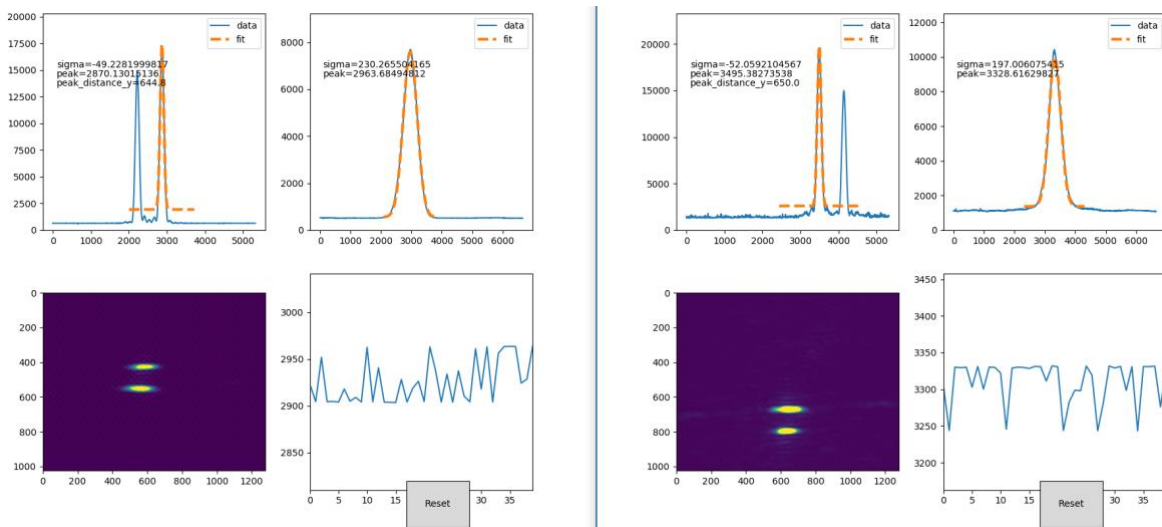 20000
17500
15000
12500
10000
7500
5000
2500
0
data
fit
sigma=-49.2281999817
peak=2870.13015136
peak_distance_y=644.8
0 1000 2000 3000 4000 5000
8000
6000
4000
2000
0
data
fit
sigma=230.265504165
peak=2963.68494812
0 1000 2000 3000 4000 5000 6000
20000
15000
10000
5000
0
data
fit
sigma=-52.0592104567
peak=3495.38273538
peak_distance_y=650.0
0 1000 2000 3000 4000 5000
12000
10000
8000
6000
4000
2000
0
data
fit
sigma=197.006075415
peak=3328.61629827
0 1000 2000 3000 4000 5000 6000
0
200
400
600
800
1000
0 200 400 600 800 1000 1200
3000
2950
2900
2850
0 5 10 15 30 35
Reset
0
200
400
600
800
1000
0 200 400 600 800 1000 1200
3450
3400
3350
3300
3250
3200
0 5 10 15 30 35
Reset